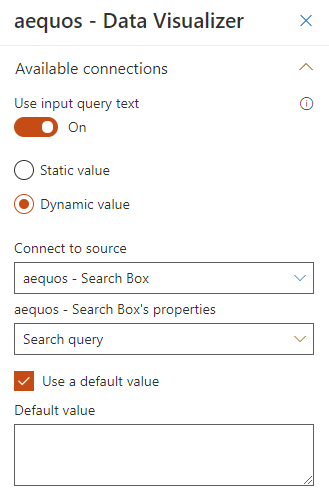 aequos - Data Visualizer
Available connections
Use input query text
On
Static value
Dynamic value
Connect to source
aequos - Search Box
aequos - Search Box's properties
Search query
Use a default value
Default value